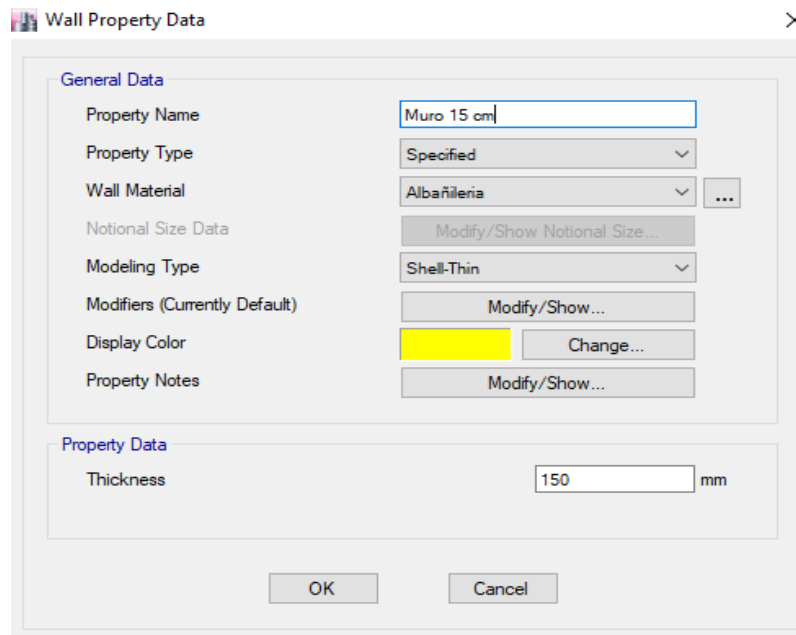 Wall Property Data
General Data
Property Name Muro 15 cm
Property Type Specified
Wall Material Albañileria ...
Notional Size Data Modify/Show Notional Size...
Modeling Type Shell-Thin
Modifiers (Currently Default) Modify/Show...
Display Color Change...
Property Notes Modify/Show...
Property Data
Thickness 150 mm
OK Cancel